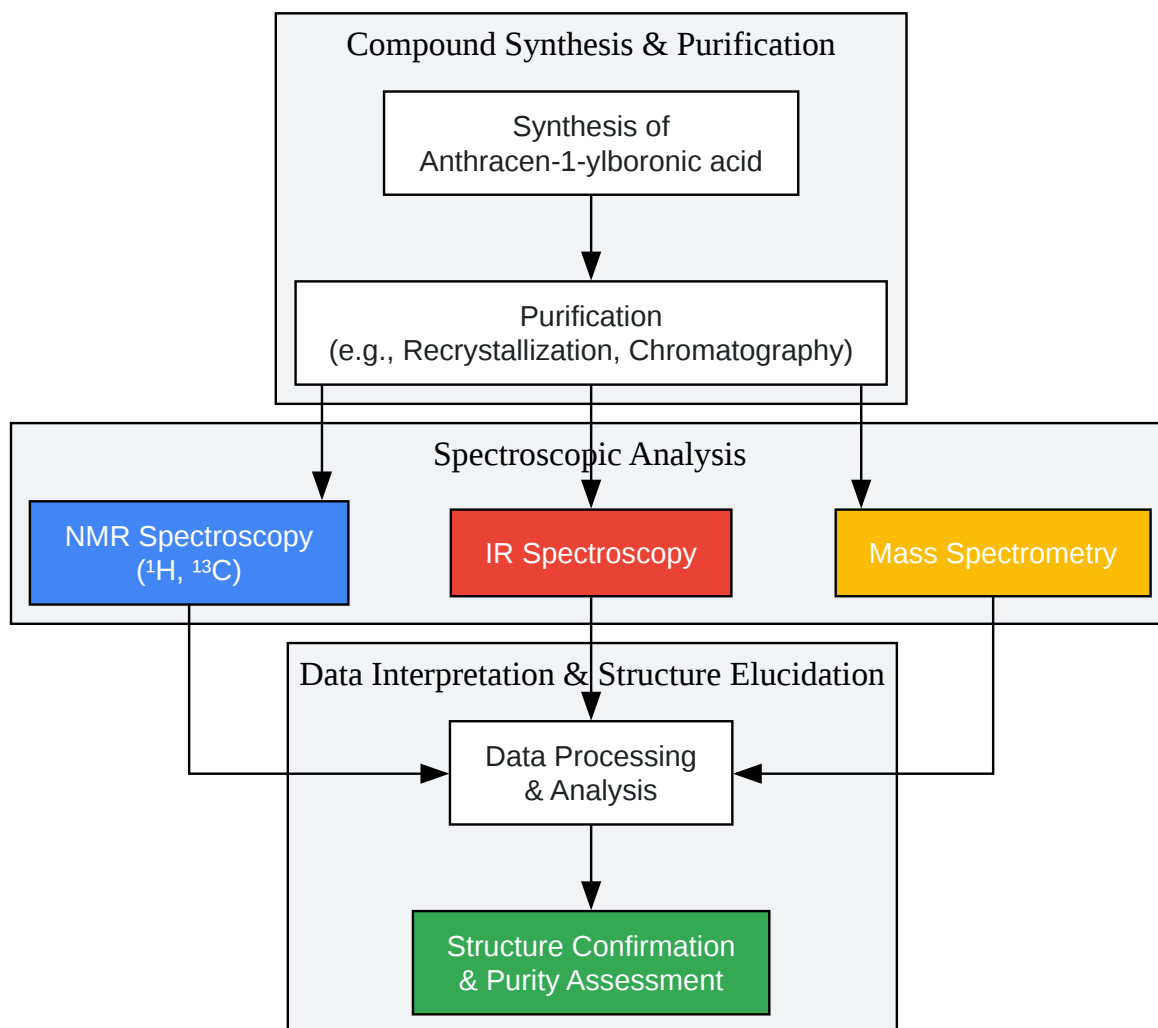 Compound Synthesis & Purification
Synthesis of
Anthracen-1-ylboronic acid
Purification
(e.g., Recrystallization, Chromatography)
Spectroscopic Analysis
NMR Spectroscopy
(¹H, ¹³C)
IR Spectroscopy
Mass Spectrometry
Data Interpretation & Structure Elucidation
Data Processing
& Analysis
Structure Confirmation
& Purity Assessment